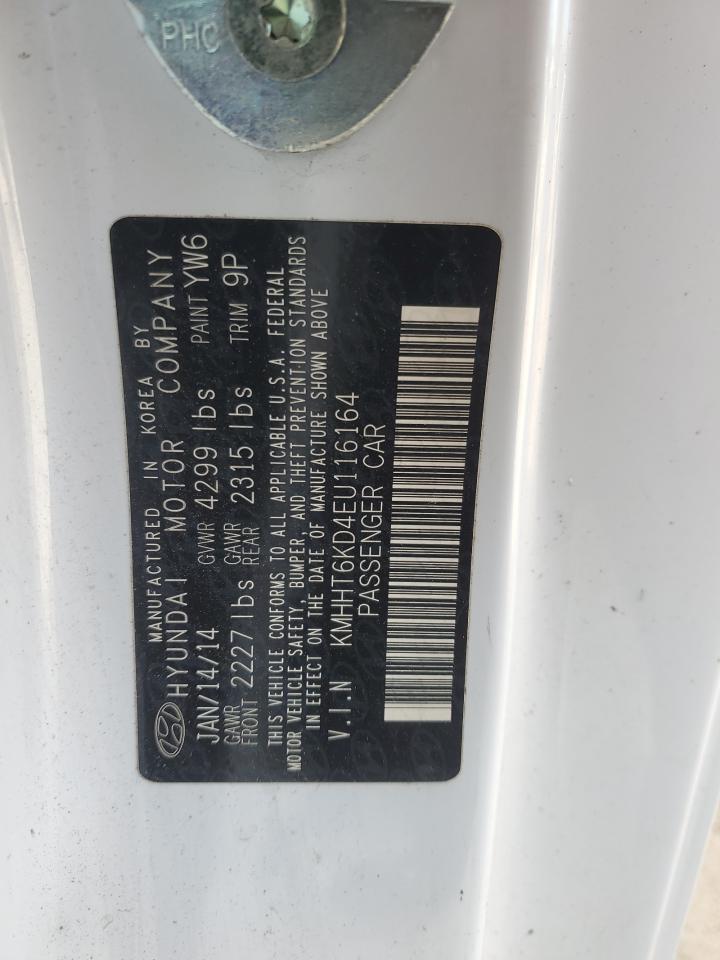 PHC
MANUFACTURED IN KOREA BY
HYUNDAI MOTOR COMPANY
JAN/14/14 GVWR 4299 lbs PAINT YW6
GAWR FRONT 2227 lbs GAWR REAR 2315 lbs TRIM 9P
THIS VEHICLE CONFORMS TO ALL APPLICABLE U.S.A. FEDERAL
MOTOR VEHICLE SAFETY, BUMPER, AND THEFT PREVENTION STANDARDS
IN EFFECT ON THE DATE OF MANUFACTURE SHOWN ABOVE
V.I.N KMHHT6KD4EU116164
PASSENGER CAR